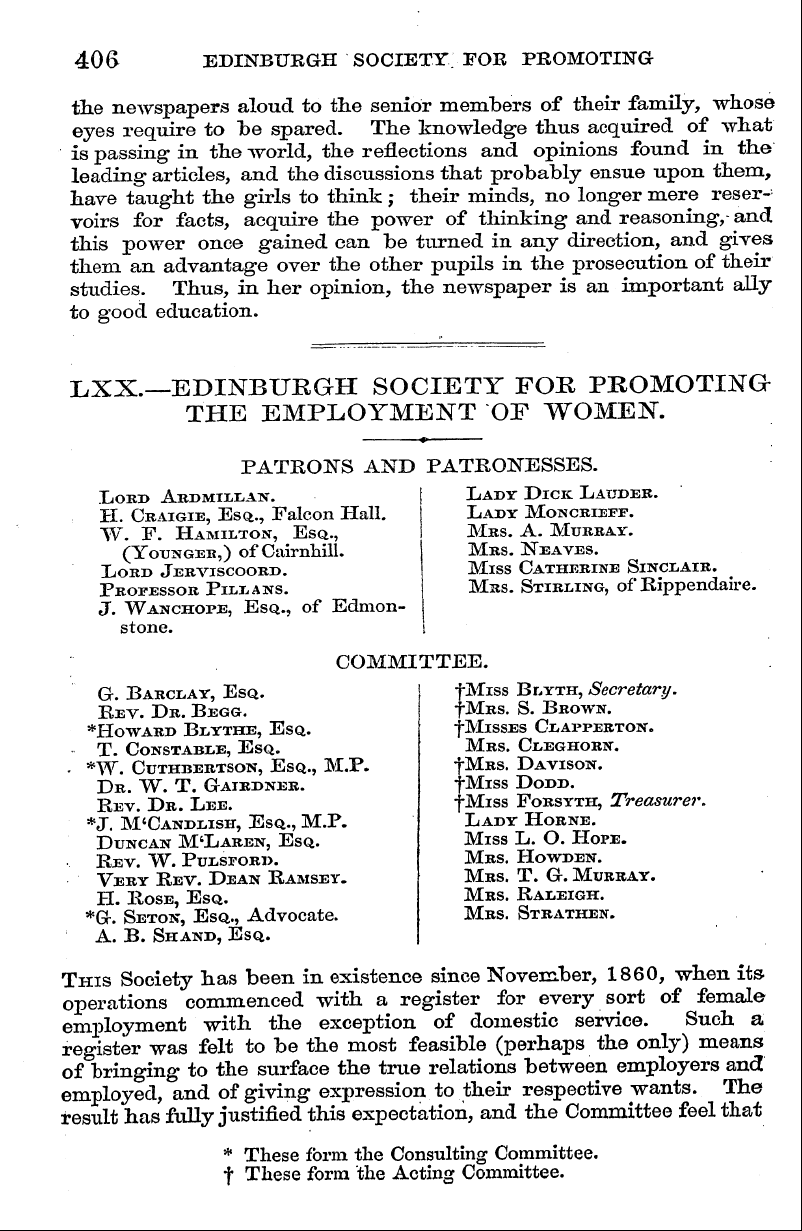 406 EDINBURGH SOCIETY FOR PROMOTING
the newspapers aloud to the senior members of their family, whose
eyes require to be spared. The knowledge thus acquired of what
is passing in the world, the reflections and opinions found in the
leading articles, and the discussions that probably ensue upon them,
have taught the girls to think ; their minds, no longer mere reser-
voirs for facts, acquire the power of thinking and reasoning, and
this power once gained can be turned in any direction, and gives
them an advantage over the other pupils in the prosecution of their
studies. Thus, in her opinion, the newspaper is an important ally
to good education.
LXX.—EDINBURGH SOCIETY FOR PROMOTING
THE EMPLOYMENT OF WOMEN.
PATRONS AND PATRONESSES.
LORD ARDMILLAN.
H. CRAIGIE, ESQ., Falcon Hall.
W. F. HAMILTON, ESQ.,
(YOUNGER,) of Cairnhill.
LORD JERVISCOORD.
PROFESSOR PILLANS.
J. WANCHOPE, ESQ., of Edmon-
stone.
LADY DICK LAUDER.
LADY MONCRIEFF.
MRS. A. MURRAY.
MRS. NEAVES.
MISS CATHERINE SINCLAIR.
MRS. STIRLING, of Rippendaire.
COMMITTEE.
G. BARCLAY, ESQ.
REV. DR. BEGG.
*HOWARD BLYTHE, ESQ.
T. CONSTABLE, ESQ.
*W. CUTHBERTSON, ESQ., M.P.
DR. W. T. GAIRDNER.
REV. DR. LEE.
*J. M‘CANDLISH, ESQ., M.P.
DUNCAN M‘LAREN, ESQ.
REV. W. PULSFORD.
VERY REV. DEAN RAMSEY.
H. ROSE, ESQ.
*G. SETON, ESQ., Advocate.
A. B. SHAND, ESQ.
†MISS BLYTH, Secretary.
†MRS. S. BROWN.
†MISSES CLAPPERTON.
MRS. CLEGHORN.
†MRS. DAVISON.
†MISS DODD.
†MISS FORSYTH, Treasurer.
LADY HORNE.
MISS L. O. HOPE.
MRS. HOWDEN.
MRS. T. G. MURRAY.
MRS. RALEIGH.
MRS. STRATHEN.
THIS Society has been in existence since November, 1860, when its
operations commenced with a register for every sort of female
employment with the exception of domestic service. Such a
register was felt to be the most feasible (perhaps the only) means
of bringing to the surface the true relations between employers and
employed, and of giving expression to their respective wants. The
result has fully justified this expectation, and the Committee feel that
* These form the Consulting Committee.
† These form the Acting Committee.